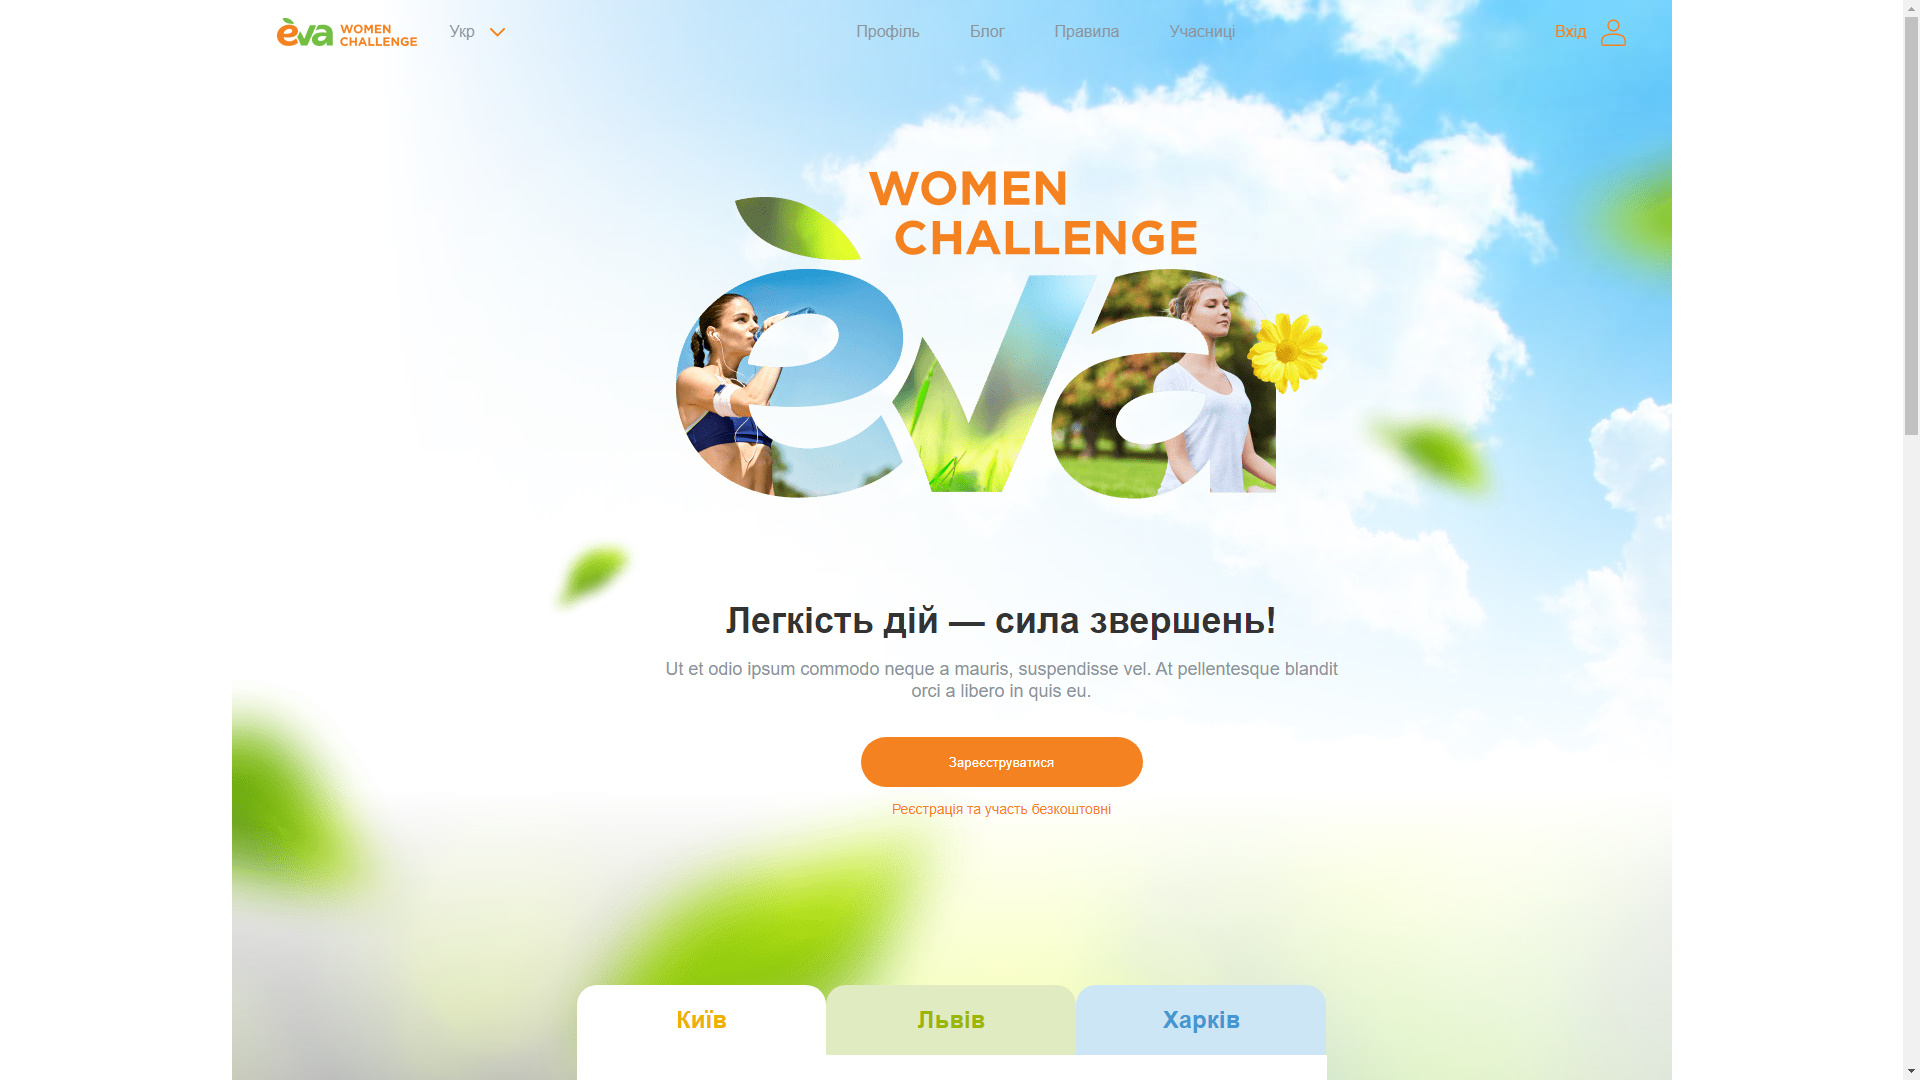 èva WOMEN CHALLENGE
Укр
Профіль
Блог
Правила
Учасниці
Вхід
WOMEN
CHALLENGE
èva
Легкість дій — сила звершень!
Ut et odio ipsum commodo neque a mauris, suspendisse vel. At pellentesque blandit
orci a libero in quis eu.
Зареєструватися
Реєстрація та участь безкоштовні
Київ
Львів
Харків